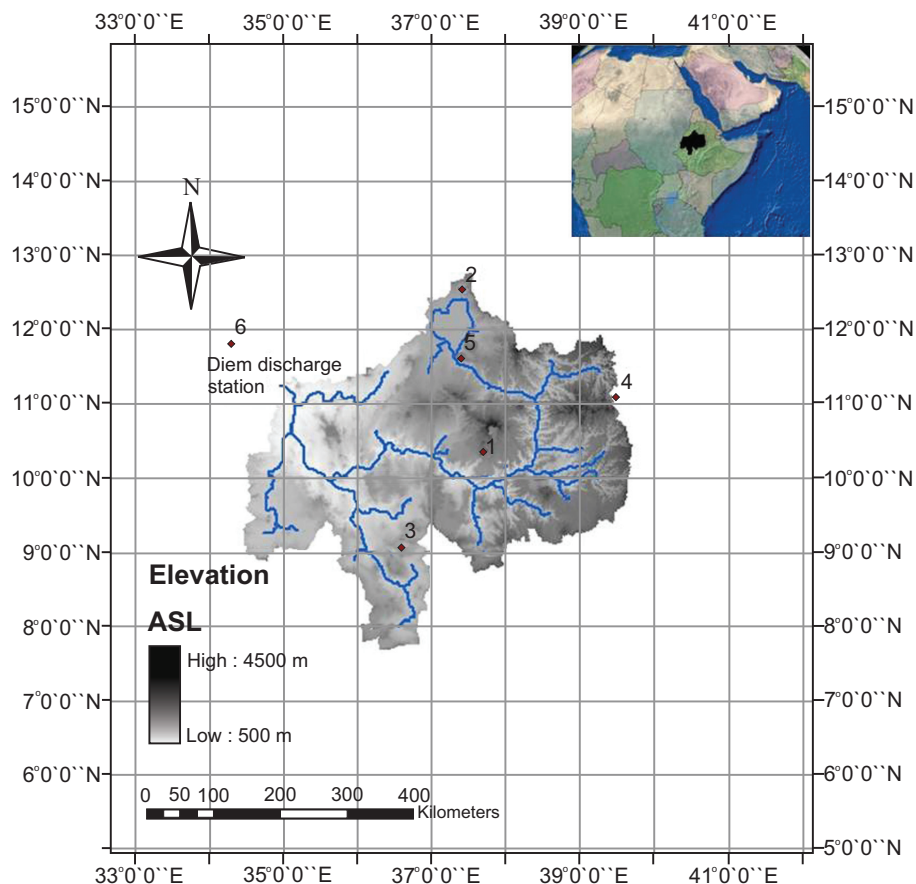 33°0`0``E 35°0`0``E 37°0`0``E 39°0`0``E 41°0`0``E
15°0`0``N 15°0`0``N
14°0`0``N 14°0`0``N
N
13°0`0``N 13°0`0``N
2
12°0`0``N 12°0`0``N
6
5
Diem discharge
station
4
11°0`0``N 11°0`0``N
1
10°0`0``N 10°0`0``N
3
9°0`0``N 9°0`0``N
Elevation
ASL
8°0`0``N 8°0`0``N
High : 4500 m
7°0`0``N 7°0`0``N
Low : 500 m
6°0`0``N 6°0`0``N
0 50 100 200 300 400
Kilometers
5°0`0``N
33°0`0``E 35°0`0``E 37°0`0``E 39°0`0``E 41°0`0``E